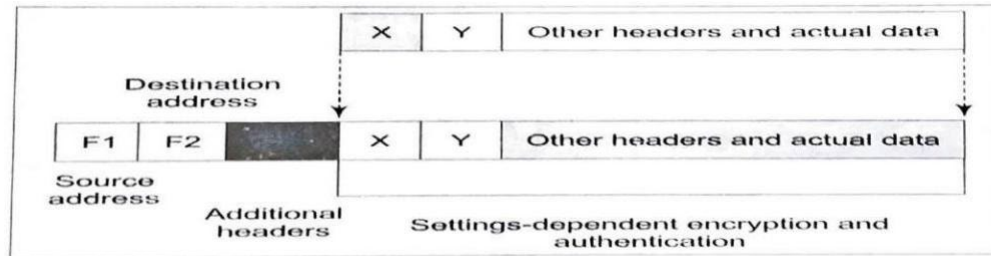 X Y Other headers and actual data
Destination
address
F1 F2 X Y Other headers and actual data
Source
address
Additional
headers
Settings-dependent encryption and
authentication